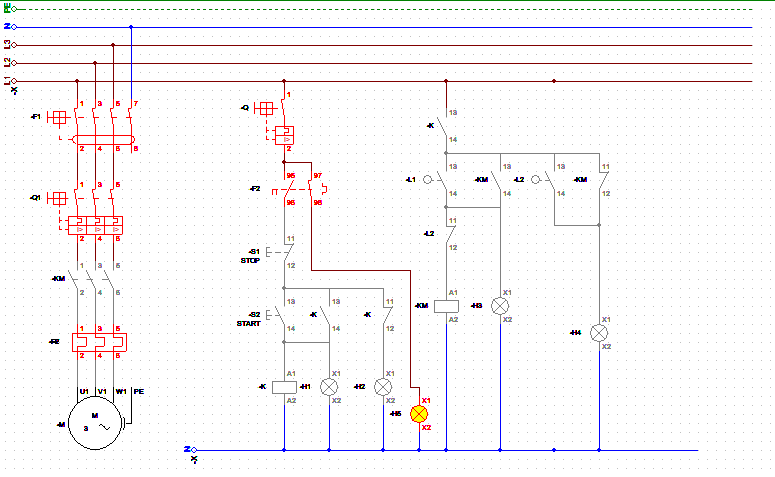 PE
N
L3
L2
L1
-X
-F1
1 3 5 7
2 4 6 8
-Q1
1 3 5
2 4 6
-KM
1 3 5
2 4 6
-F2
1 3 5
2 4 6
U1 V1 W1 PE
-M
M
3
-Q
1
2
-F2
95 97
96 98
-S1
STOP
11
12
-S2
START
13
14
-K
13
14
-K
11
12
-K
A1
A2
-H1
X1
X2
-H2
X1
X2
-H5
X1
X2
-K
13
14
-L1
13
14
-KM
13
14
-L2
13
14
-KM
11
12
-L2
11
12
-KM
A1
A2
-H3
X1
X2
-H4
X1
X2
N
-X